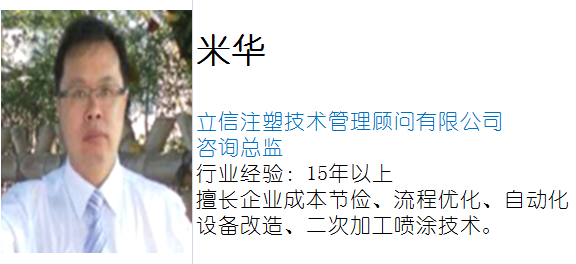 米华
立信注塑技术管理顾问有限公司
咨询总监
行业经验：15年以上
擅长企业成本节俭、流程优化、自动化
设备改造、二次加工喷涂技术。